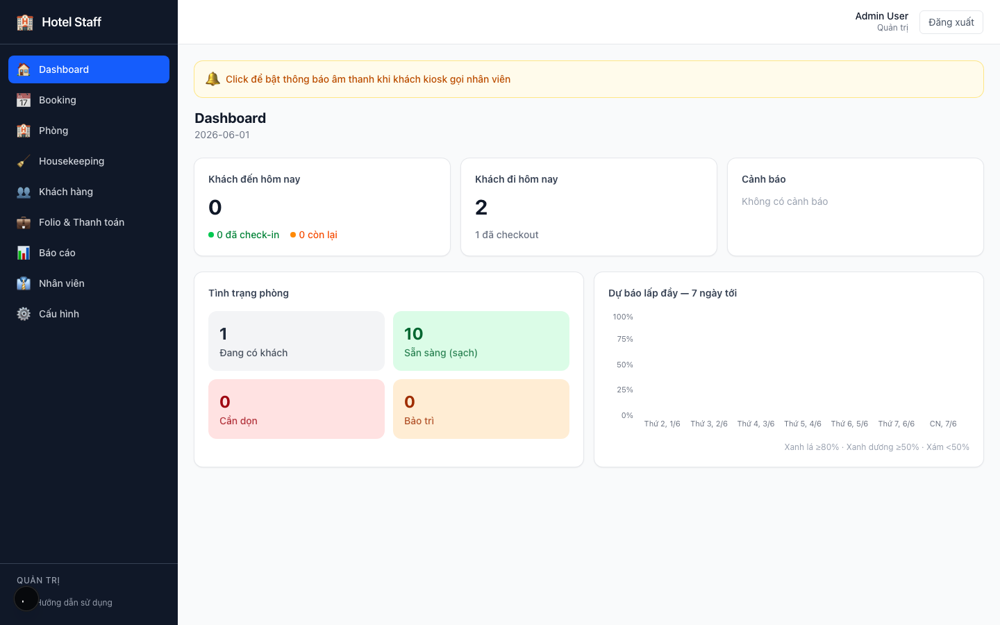 Hotel Staff
Admin User
Quản trị
Đăng xuất
Dashboard
Booking
Phòng
Housekeeping
Khách hàng
Folio & Thanh toán
Báo cáo
Nhân viên
Cấu hình
QUẢN TRỊ
Hướng dẫn sử dụng
Click để bật thông báo âm thanh khi khách kiosk gọi nhân viên
Dashboard
2026-06-01
Khách đến hôm nay
0
0 đã check-in 0 còn lại
Khách đi hôm nay
2
1 đã checkout
Cảnh báo
Không có cảnh báo
Tình trạng phòng
1
Đang có khách
10
Sẵn sàng (sạch)
0
Cần dọn
0
Bảo trì
Dự báo lấp đầy — 7 ngày tới
100%
75%
50%
25%
0%
Thứ 2, 1/6 Thứ 3, 2/6 Thứ 4, 3/6 Thứ 5, 4/6 Thứ 6, 5/6 Thứ 7, 6/6 CN, 7/6
Xanh lá ≥80% · Xanh dương ≥50% · Xám <50%